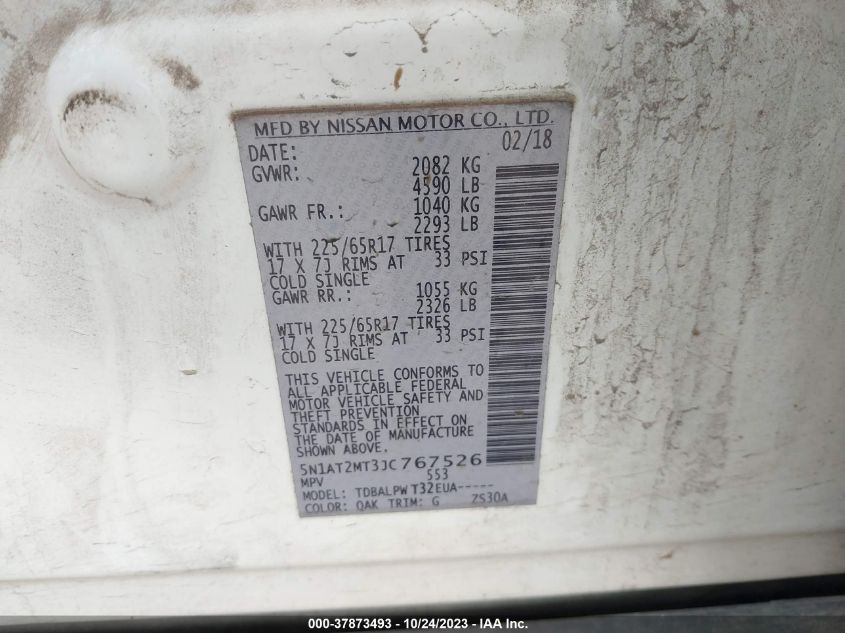 MFD BY NISSAN MOTOR CO., LTD.
DATE: 02/18
GVWR: 2082 KG
4590 LB
GAWR FR.: 1040 KG
2293 LB
WITH 225/65R17 TIRES
17 X 7J RIMS AT 33 PSI
COLD SINGLE
GAWR RR.: 1055 KG
2326 LB
WITH 225/65R17 TIRES
17 X 7J RIMS AT 33 PSI
COLD SINGLE
THIS VEHICLE CONFORMS TO
ALL APPLICABLE FEDERAL
MOTOR VEHICLE SAFETY AND
THEFT PREVENTION
STANDARDS IN EFFECT ON
THE DATE OF MANUFACTURE
SHOWN ABOVE.
5N1AT2MT3JC767526
MPV 553
MODEL: TDBALPW T32EUA-----
COLOR: QAK TRIM: G ZS30A
000-37873493 - 10/24/2023 - IAA Inc.